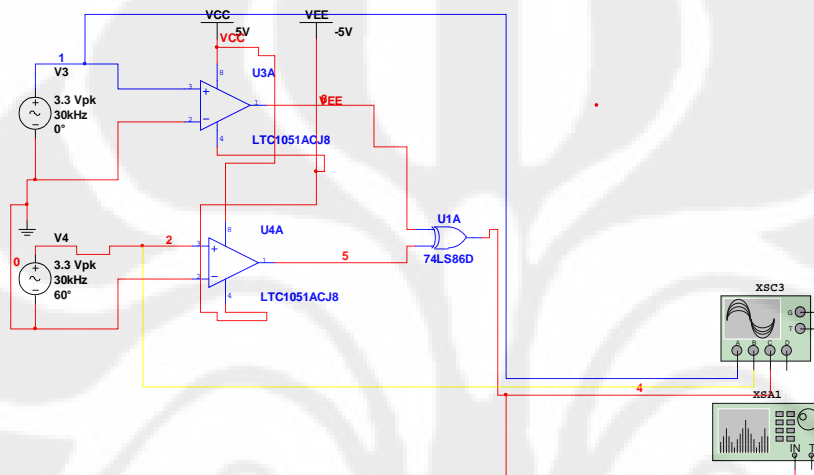 VCC
5V
VCC
VEE
-5V
1
V3
3.3 Vpk
30kHz
0°
U3A
8
3
2
1
4
LTC1051ACJ8
VEE
V4
2
0
3.3 Vpk
30kHz
60°
U4A
8
3
2
1
4
LTC1051ACJ8
5
U1A
74LS86D
4
XSC3
G
T
A
B
C
D
XSA1
IN
T